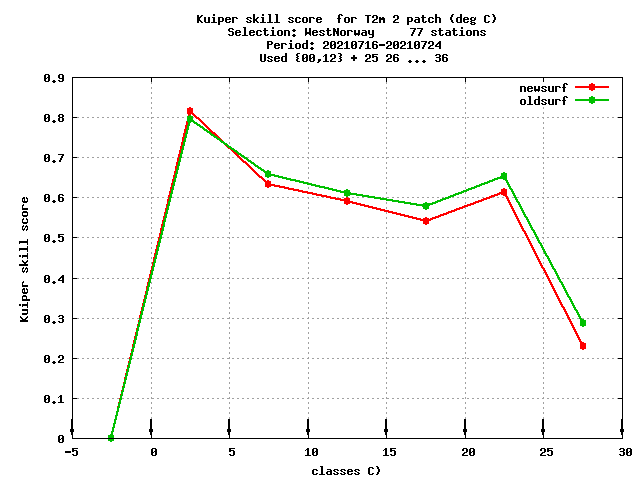 Kuiper skill score  for T2m 2 patch (deg C)
Selection: WestNorway     77 stations
Period: 20210716-20210724
Used {00,12} + 25 26 ... 36
newsurf
oldsurf
Kuiper skill score
0.9
0.8
0.7
0.6
0.5
0.4
0.3
0.2
0.1
0
-5 0 5 10 15 20 25 30
classes C)